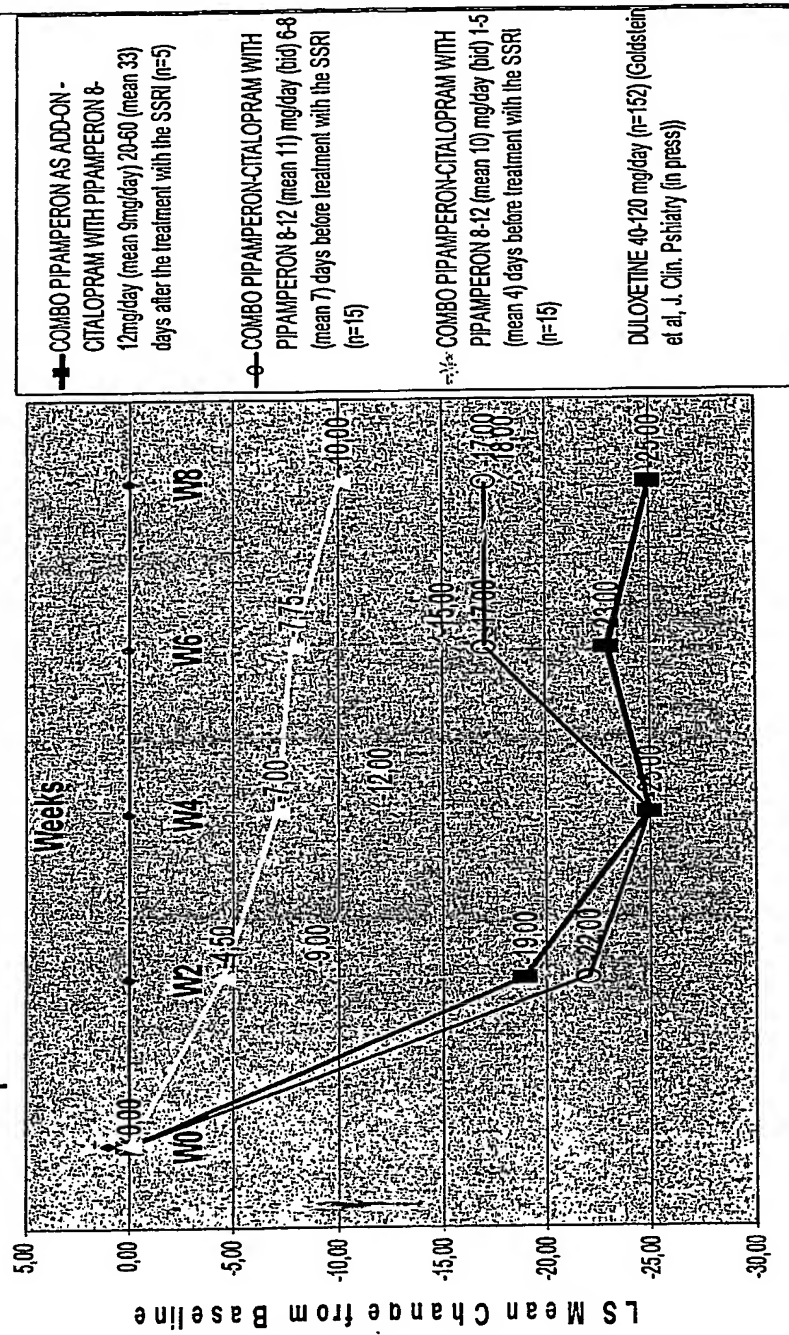 COMBO PIPAMPERON AS ADD-ON -
CITALOPRAM WITH PIPAMPERON 8-
12mg/day (mean 9mg/day) 20-60 (mean 33)
days after the treatment with the SSRI (n=5)
COMBO PIPAMPERON-CITALOPRAM WITH
PIPAMPERON 8-12 (mean 11) mg/day (bid) 6-8
(mean 7) days before treatment with the SSRI
(n=15)
COMBO PIPAMPERON-CITALOPRAM WITH
PIPAMPERON 8-12 (mean 10) mg/day (bid) 1-5
(mean 4) days before treatment with the SSRI
(n=15)
DULOXETINE 40-120 mg/day (n=152) (Goldstein
et al, J. Clin. Pshiatry (in press))
Weeks
W0
W2
W4
W6
W8
0,00
-4,50
-7,00
-7,75
-10,00
-9,00
-12,00
-15,00
-18,00
-22,00
-17,00
-17,00
-19,00
-23,00
-25,00
5,00
0,00
-5,00
-10,00
-15,00
-20,00
-25,00
-30,00
LS Mean Change from Baseline